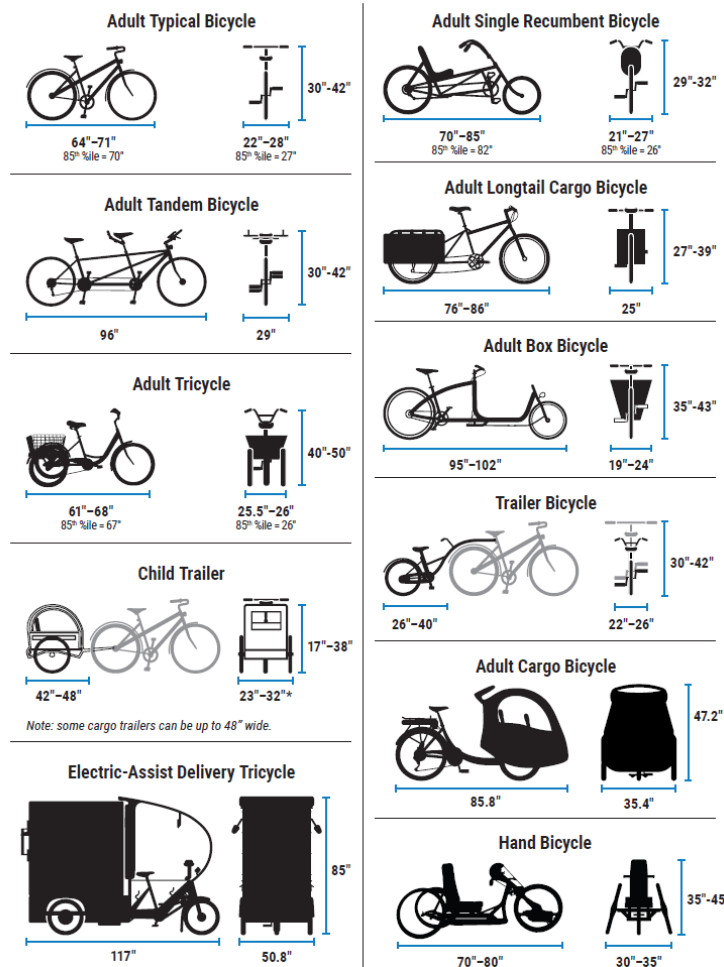 Adult Typical Bicycle
30"-42"
64"–71"
85th %ile = 70"
22"–28"
85th %ile = 27"
Adult Tandem Bicycle
30"-42"
96"
29"
Adult Tricycle
40"-50"
61"–68"
85th %ile = 67"
25.5"–26"
85th %ile = 26"
Child Trailer
17"–38"
42"–48"
23"–32"*
Note: some cargo trailers can be up to 48" wide.
Electric-Assist Delivery Tricycle
85"
117"
50.8"
Adult Single Recumbent Bicycle
29"-32"
70"–85"
85th %ile = 82"
21"–27"
85th %ile = 26"
Adult Longtail Cargo Bicycle
27"-39"
76"–86"
25"
Adult Box Bicycle
35"-43"
95"–102"
19"–24"
Trailer Bicycle
30"-42"
26"–40"
22"–26"
Adult Cargo Bicycle
47.2"
85.8"
35.4"
Hand Bicycle
35"-45
70"–80"
30"–35"